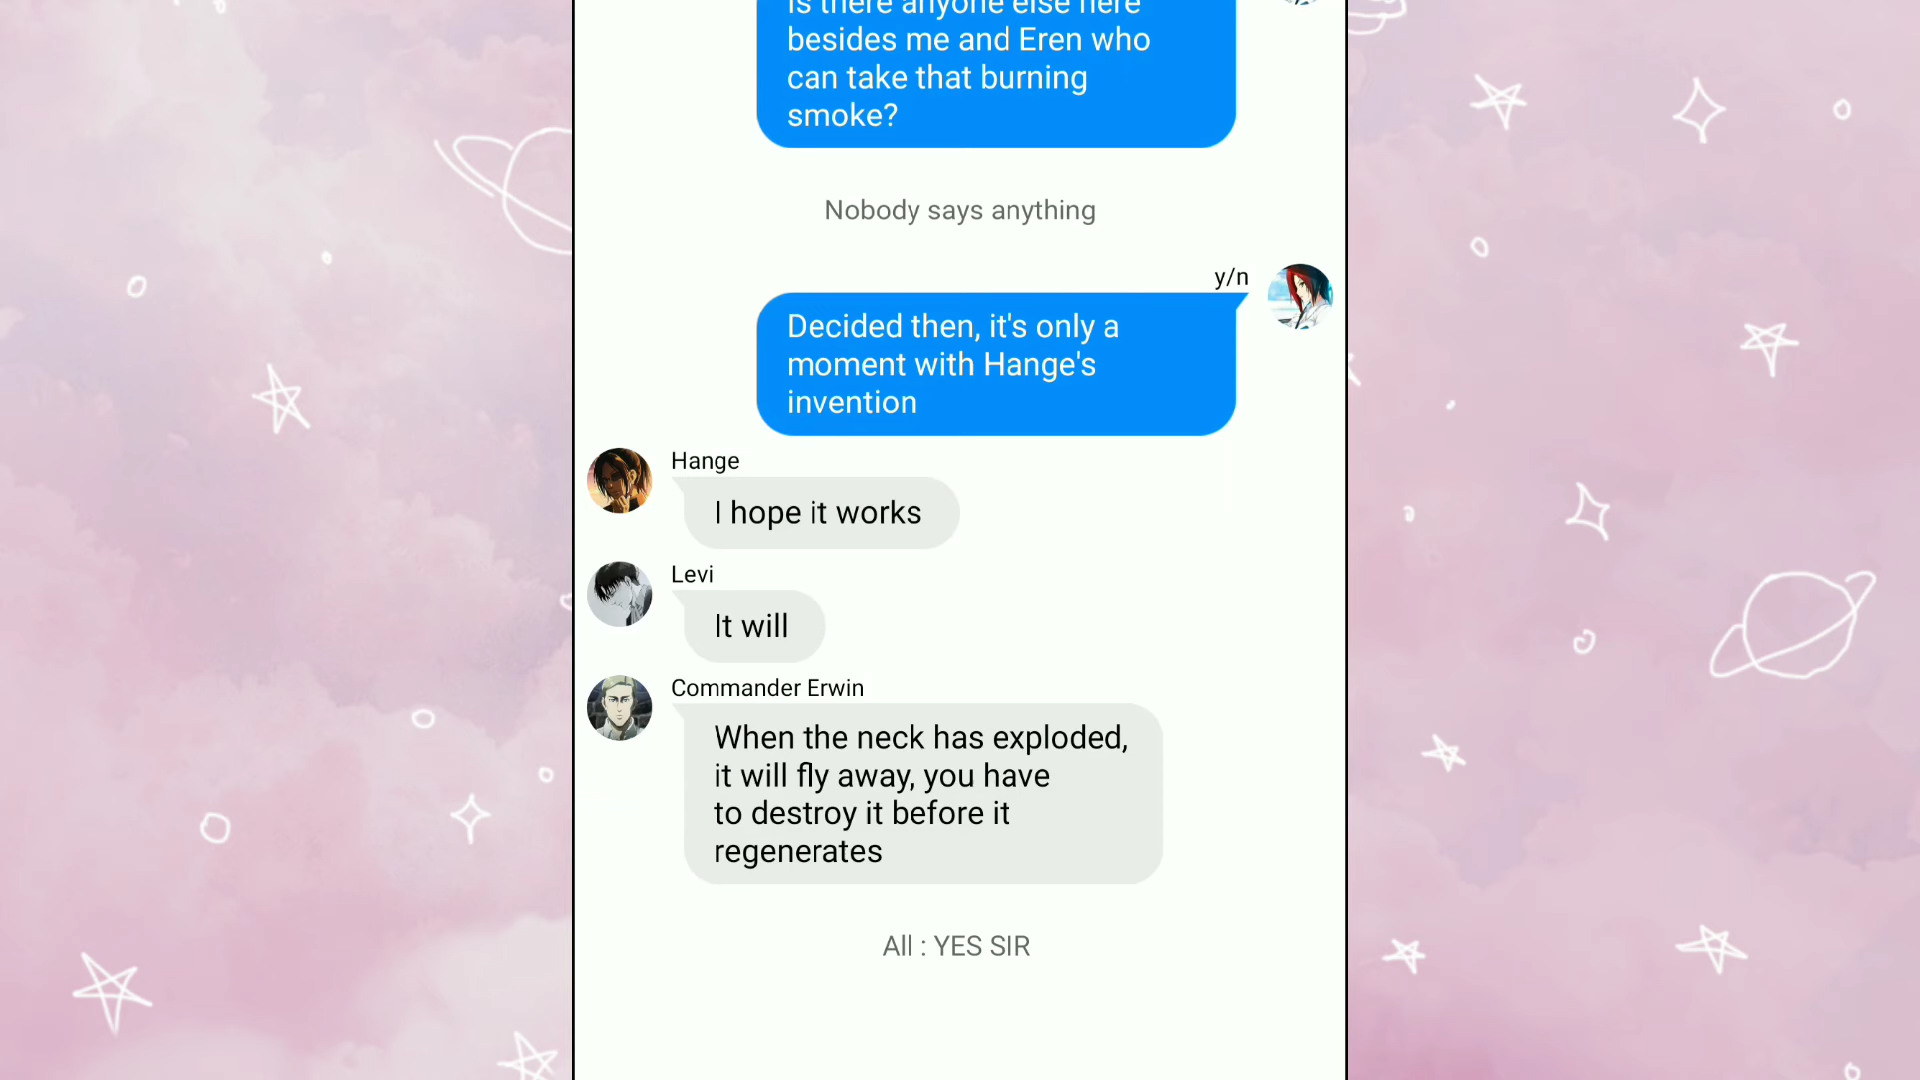 Is there anyone else here
besides me and Eren who
can take that burning
smoke?
Nobody says anything
y/n
Decided then, it's only a
moment with Hange's
invention
Hange
I hope it works
Levi
It will
Commander Erwin
When the neck has exploded,
it will fly away, you have
to destroy it before it
regenerates
All : YES SIR